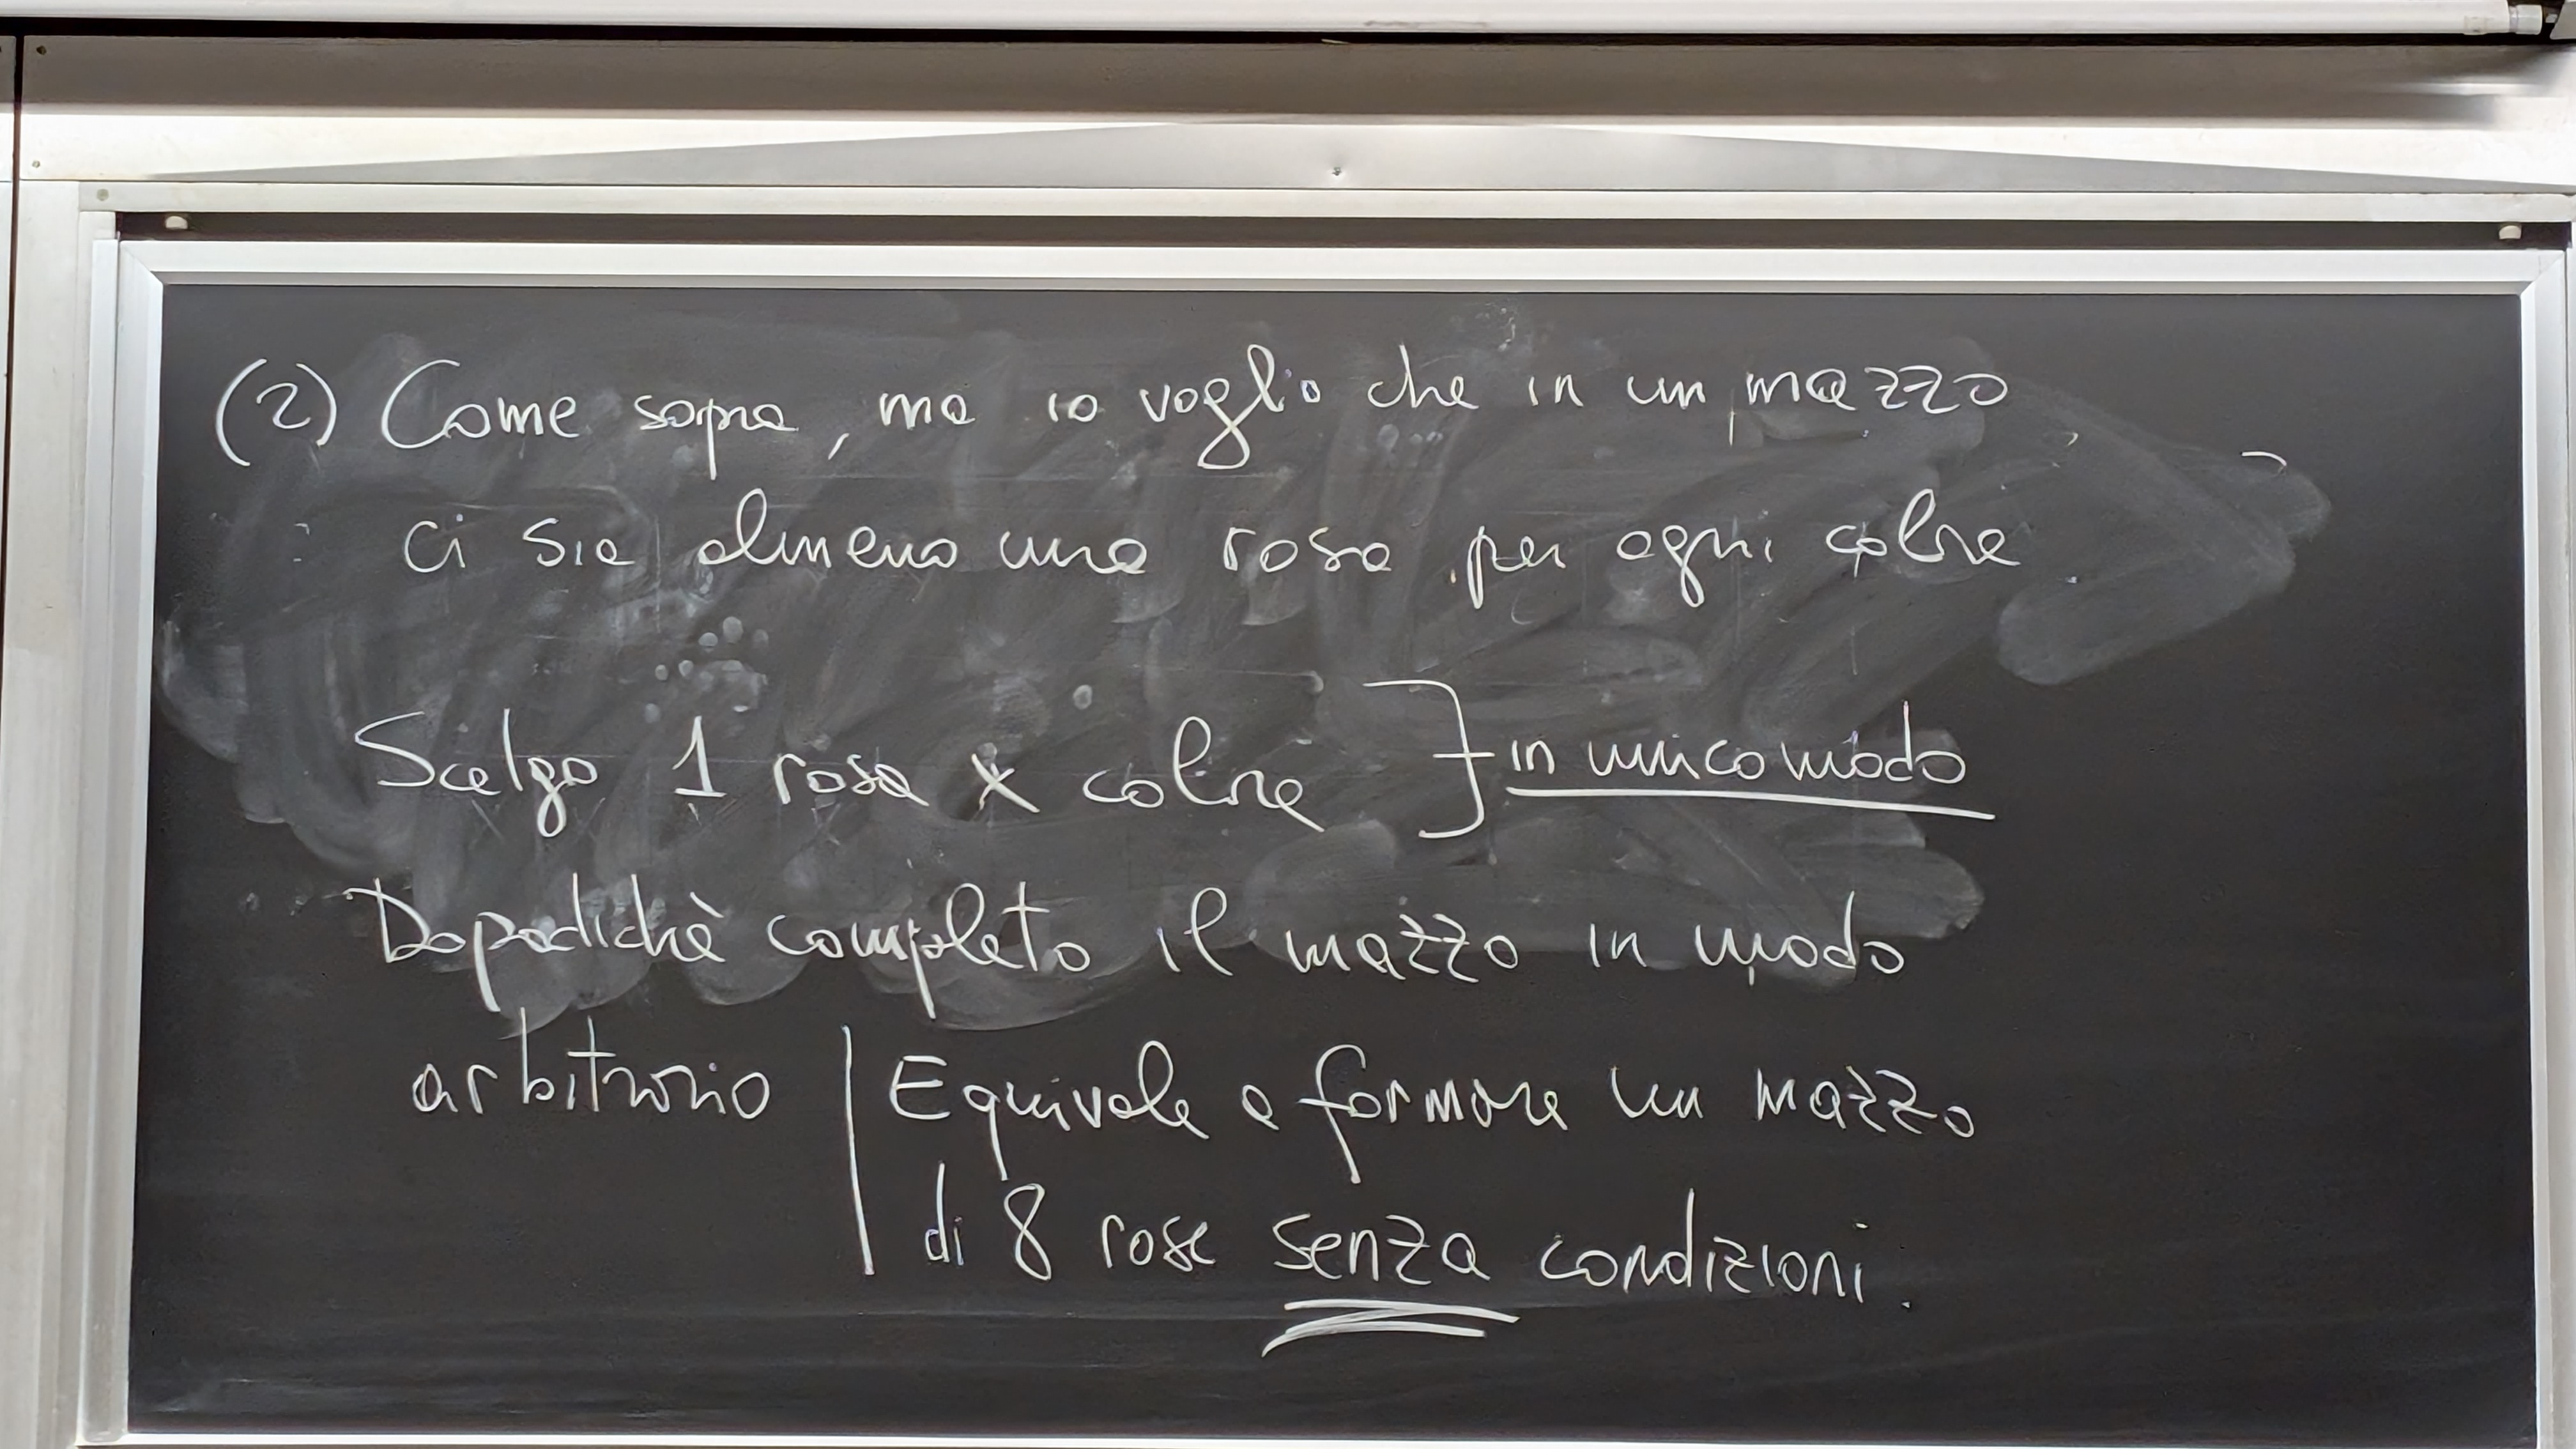 (2) Come sopra, ma io voglio che in un mazzo
ci sia almeno una rosa per ogni colore
Scelgo 1 rosa x colore } in unico modo
Dopodichè completo il mazzo in modo
arbitrario | Equivale a formare un mazzo
di 8 rose senza condizioni.